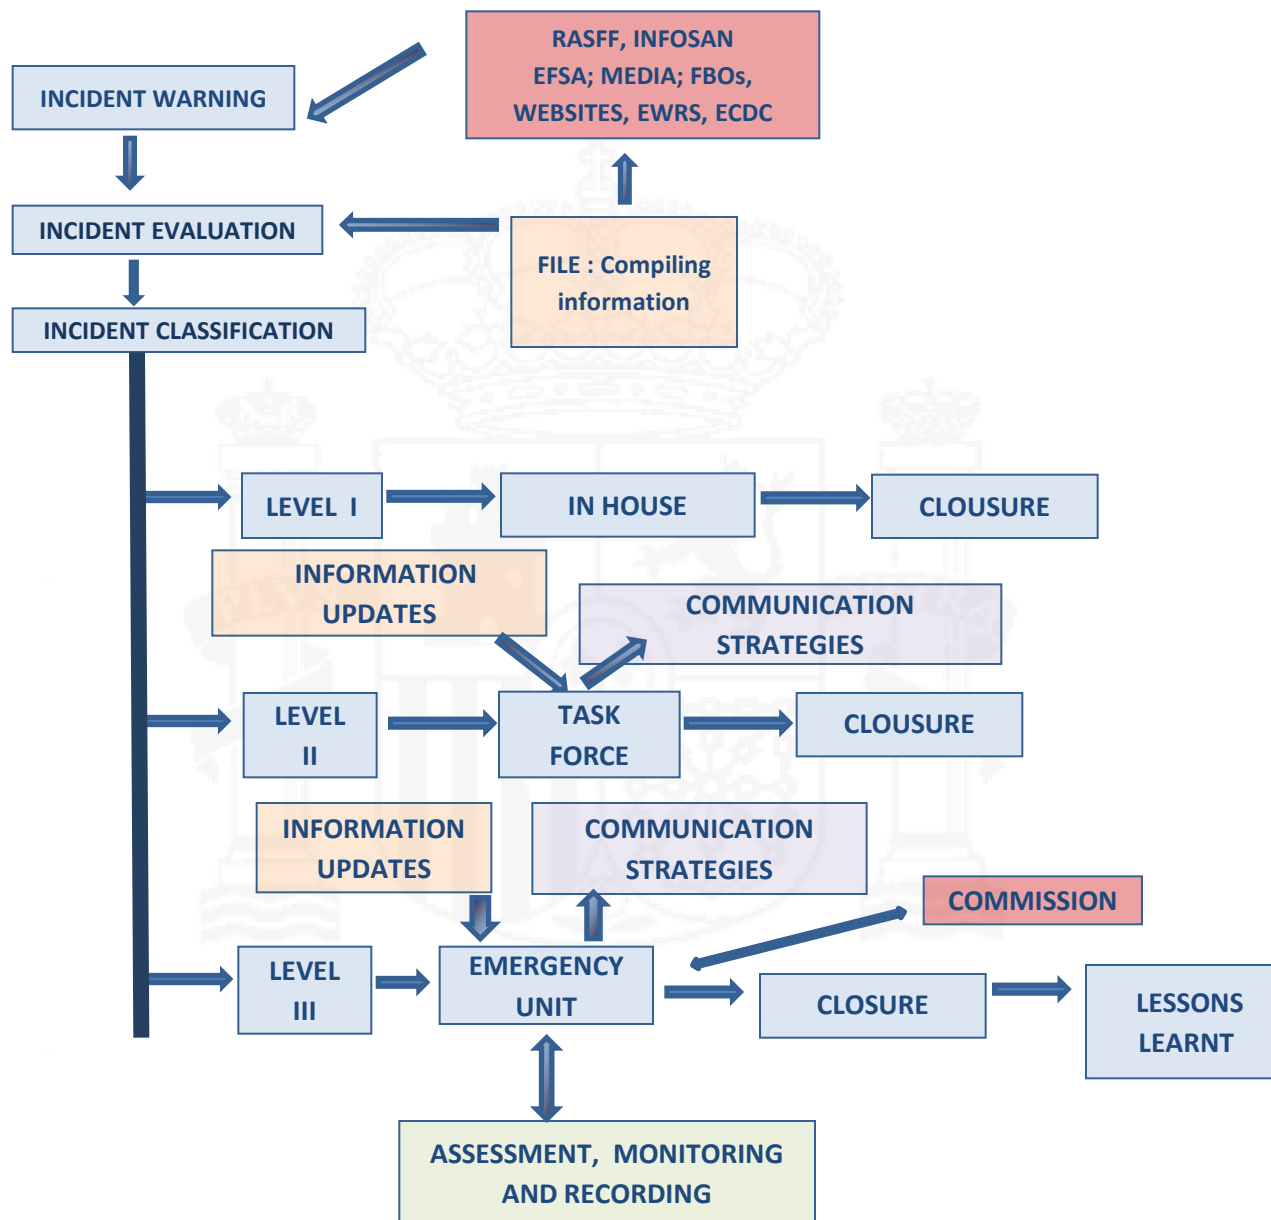 RASFF, INFOSAN
EFSA; MEDIA; FBOs,
WEBSITES, EWRS, ECDC
INCIDENT WARNING
INCIDENT EVALUATION
FILE : Compiling
information
INCIDENT CLASSIFICATION
LEVEL I
IN HOUSE
CLOUSURE
INFORMATION
UPDATES
COMMUNICATION
STRATEGIES
LEVEL
II
TASK
FORCE
CLOUSURE
INFORMATION
UPDATES
COMMUNICATION
STRATEGIES
COMMISSION
LEVEL
III
EMERGENCY
UNIT
CLOSURE
LESSONS
LEARNT
ASSESSMENT, MONITORING
AND RECORDING
PLVS